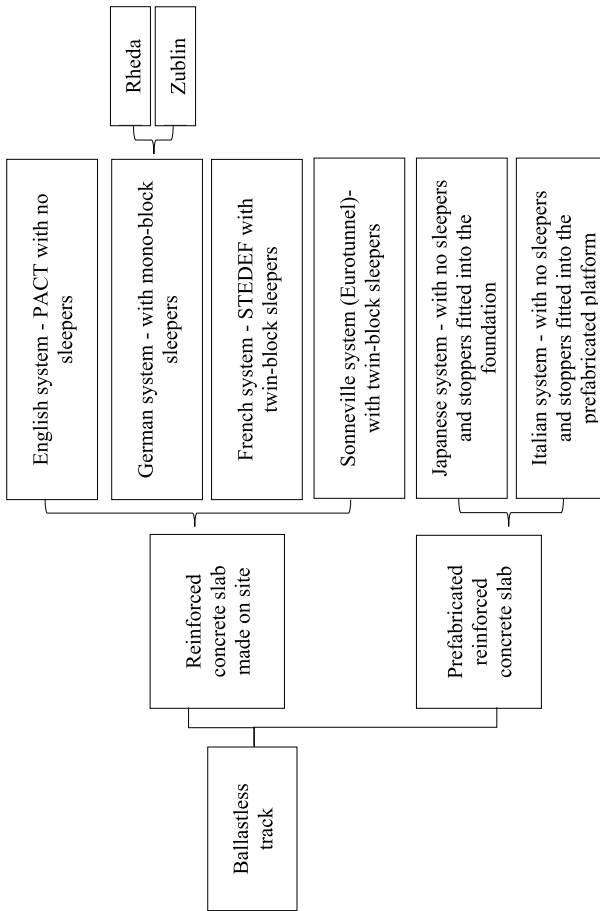 Ballastless
track
Reinforced
concrete slab
made on site
Prefabricated
reinforced
concrete slab
English system - PACT with no
sleepers
German system - with mono-block
sleepers
French system - STEDEF with
twin-block sleepers
Sonneville system (Eurotunnel)-
with twin-block sleepers
Japanese system - with no sleepers
and stoppers fitted into the
foundation
Italian system - with no sleepers
and stoppers fitted into the
prefabricated platform
Rheda
Zublin